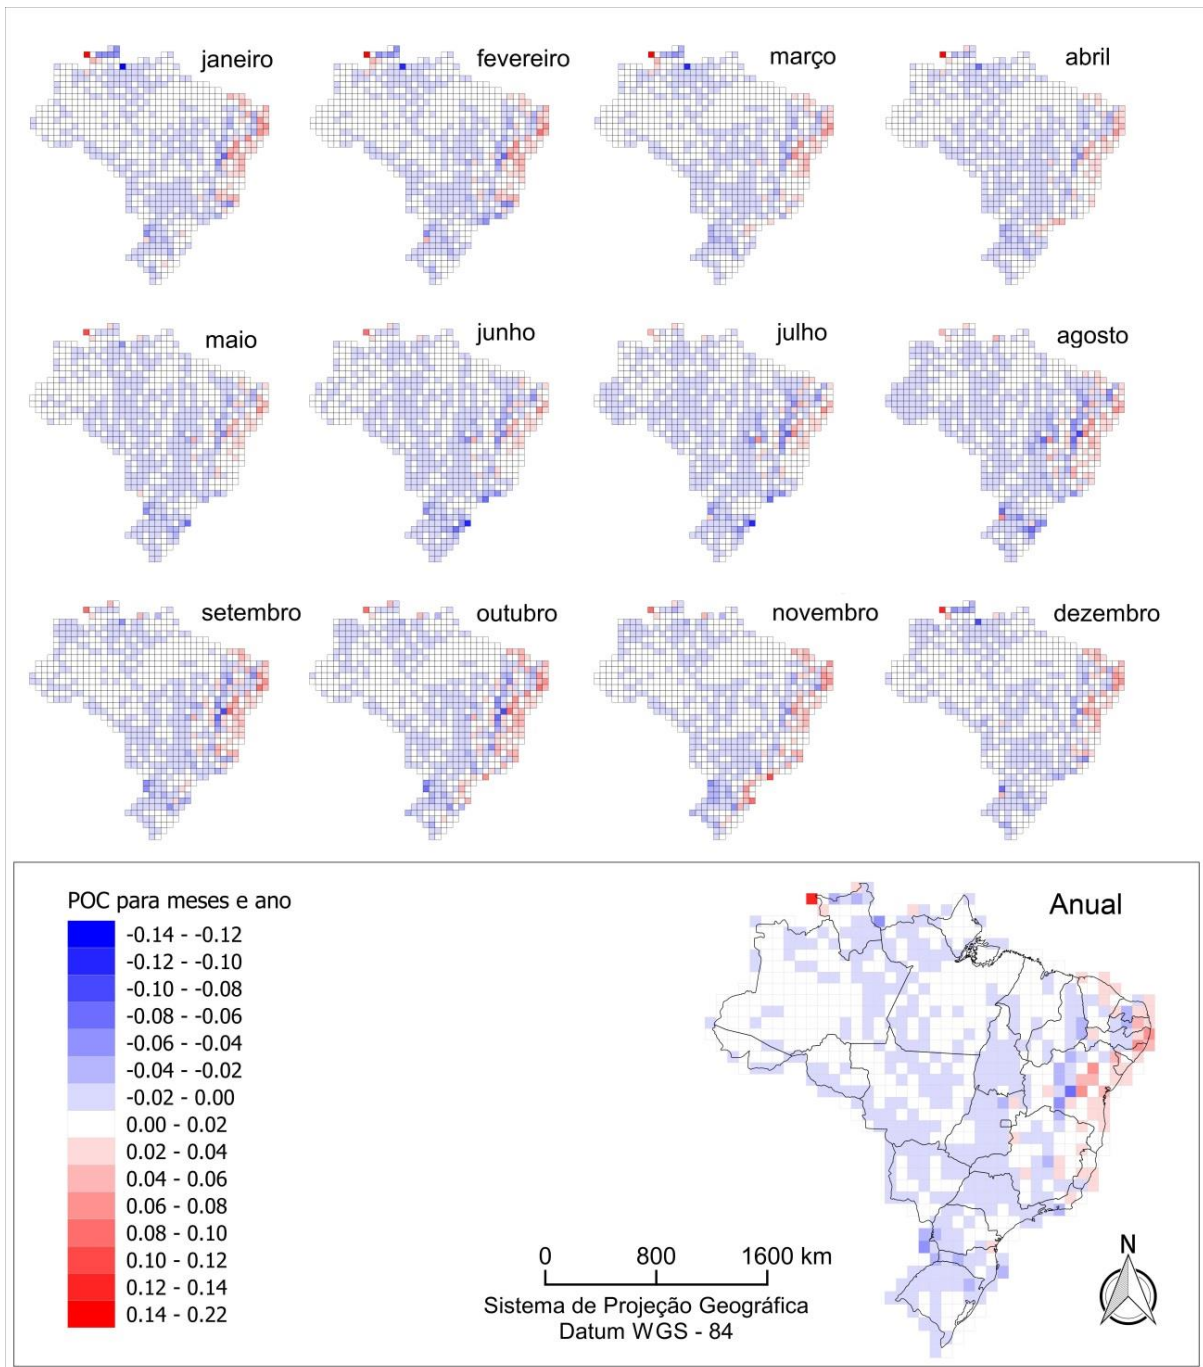 janeiro
fevereiro
março
abril
maio
junho
julho
agosto
setembro
outubro
novembro
dezembro
POC para meses e ano
-0.14 - -0.12
-0.12 - -0.10
-0.10 - -0.08
-0.08 - -0.06
-0.06 - -0.04
-0.04 - -0.02
-0.02 - 0.00
0.00 - 0.02
0.02 - 0.04
0.04 - 0.06
0.06 - 0.08
0.08 - 0.10
0.10 - 0.12
0.12 - 0.14
0.14 - 0.22
Anual
0 800 1600 km
Sistema de Projeção Geográfica
Datum WGS - 84
N